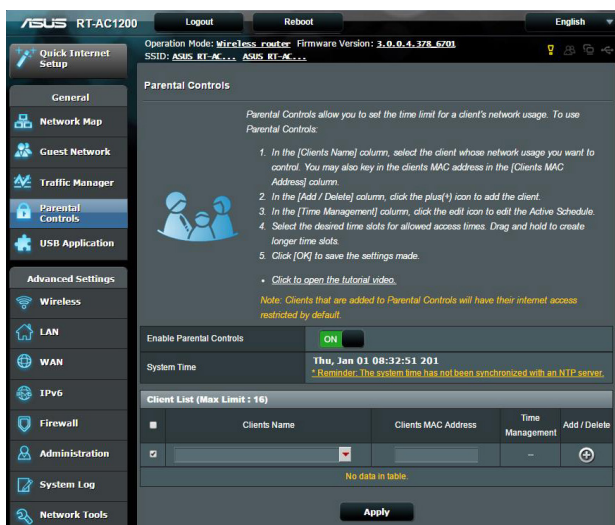 ASUS RT-AC1200 Logout Reboot English
Quick Internet Setup
Operation Mode: Wireless router Firmware Version: 3.0.0.4.378_6701
SSID: ASUS RT-AC... ASUS RT-AC...
General
Network Map
Guest Network
Traffic Manager
Parental Controls
USB Application
Advanced Settings
Wireless
LAN
WAN
IPv6
Firewall
Administration
System Log
Network Tools
Parental Controls
Parental Controls allow you to set the time limit for a client's network usage. To use
Parental Controls:
1. In the [Clients Name] column, select the client whose network usage you want to
control. You may also key in the clients MAC address in the [Clients MAC
Address] column.
2. In the [Add / Delete] column, click the plus(+) icon to add the client.
3. In the [Time Management] column, click the edit icon to edit the Active Schedule.
4. Select the desired time slots for allowed access times. Drag and hold to create
longer time slots.
5. Click [OK] to save the settings made.
• Click to open the tutorial video.
Note: Clients that are added to Parental Controls will have their internet access
restricted by default.
Enable Parental Controls ON
System Time Thu, Jan 01 08:32:51 201
* Reminder: The system time has not been synchronized with an NTP server.
Client List (Max Limit : 16)
Clients Name Clients MAC Address Time Management Add / Delete
–
No data in table.
Apply